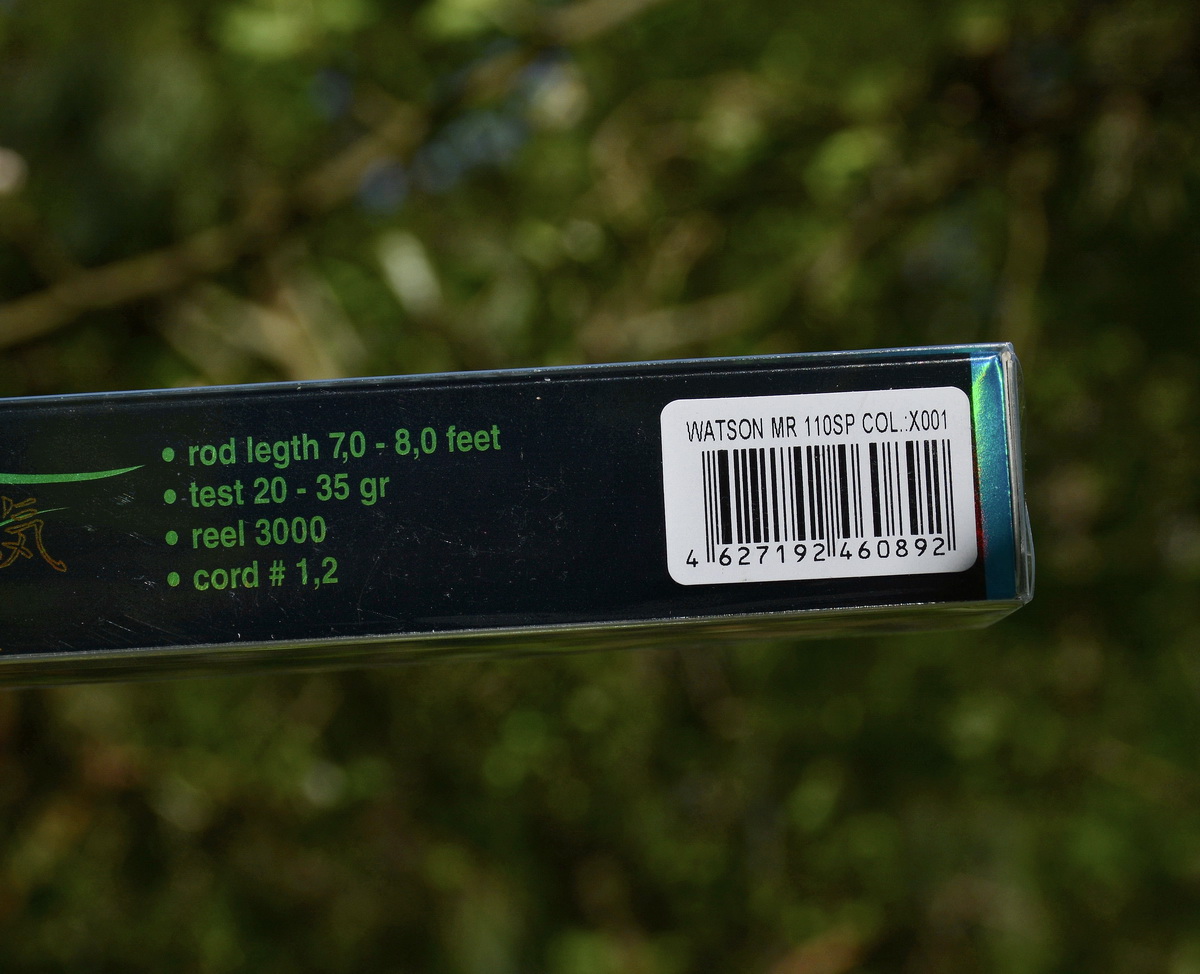 • rod legth 7,0 - 8,0 feet
• test 20 - 35 gr
• reel 3000
• cord # 1,2
気
WATSON MR 110SP COL.:X001
4 627192 460892